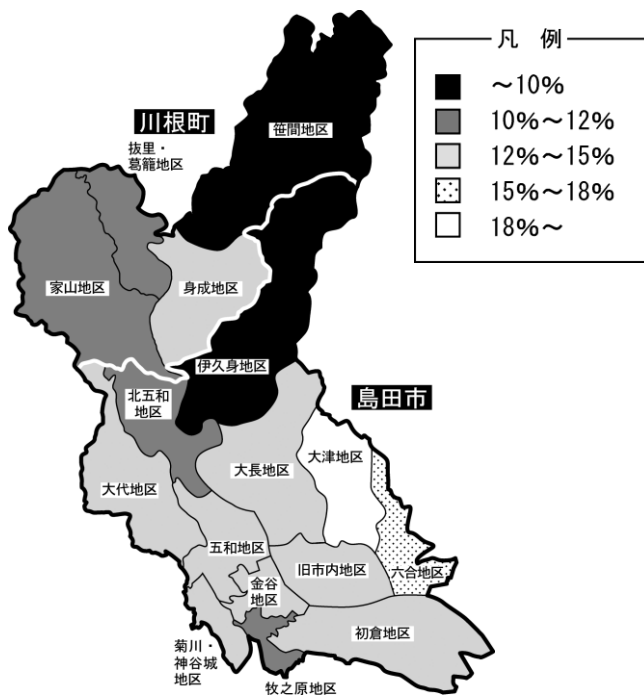 凡 例
～10%
10%～12%
12%～15%
15%～18%
18%～
川根町
抜里・
葛籠地区
笹間地区
家山地区
身成地区
伊久身地区
北五和
地区
島田市
大津地区
大長地区
大代地区
五和地区
旧市内地区
六合地区
金谷
地区
初倉地区
菊川・
神谷城
地区
牧之原地区